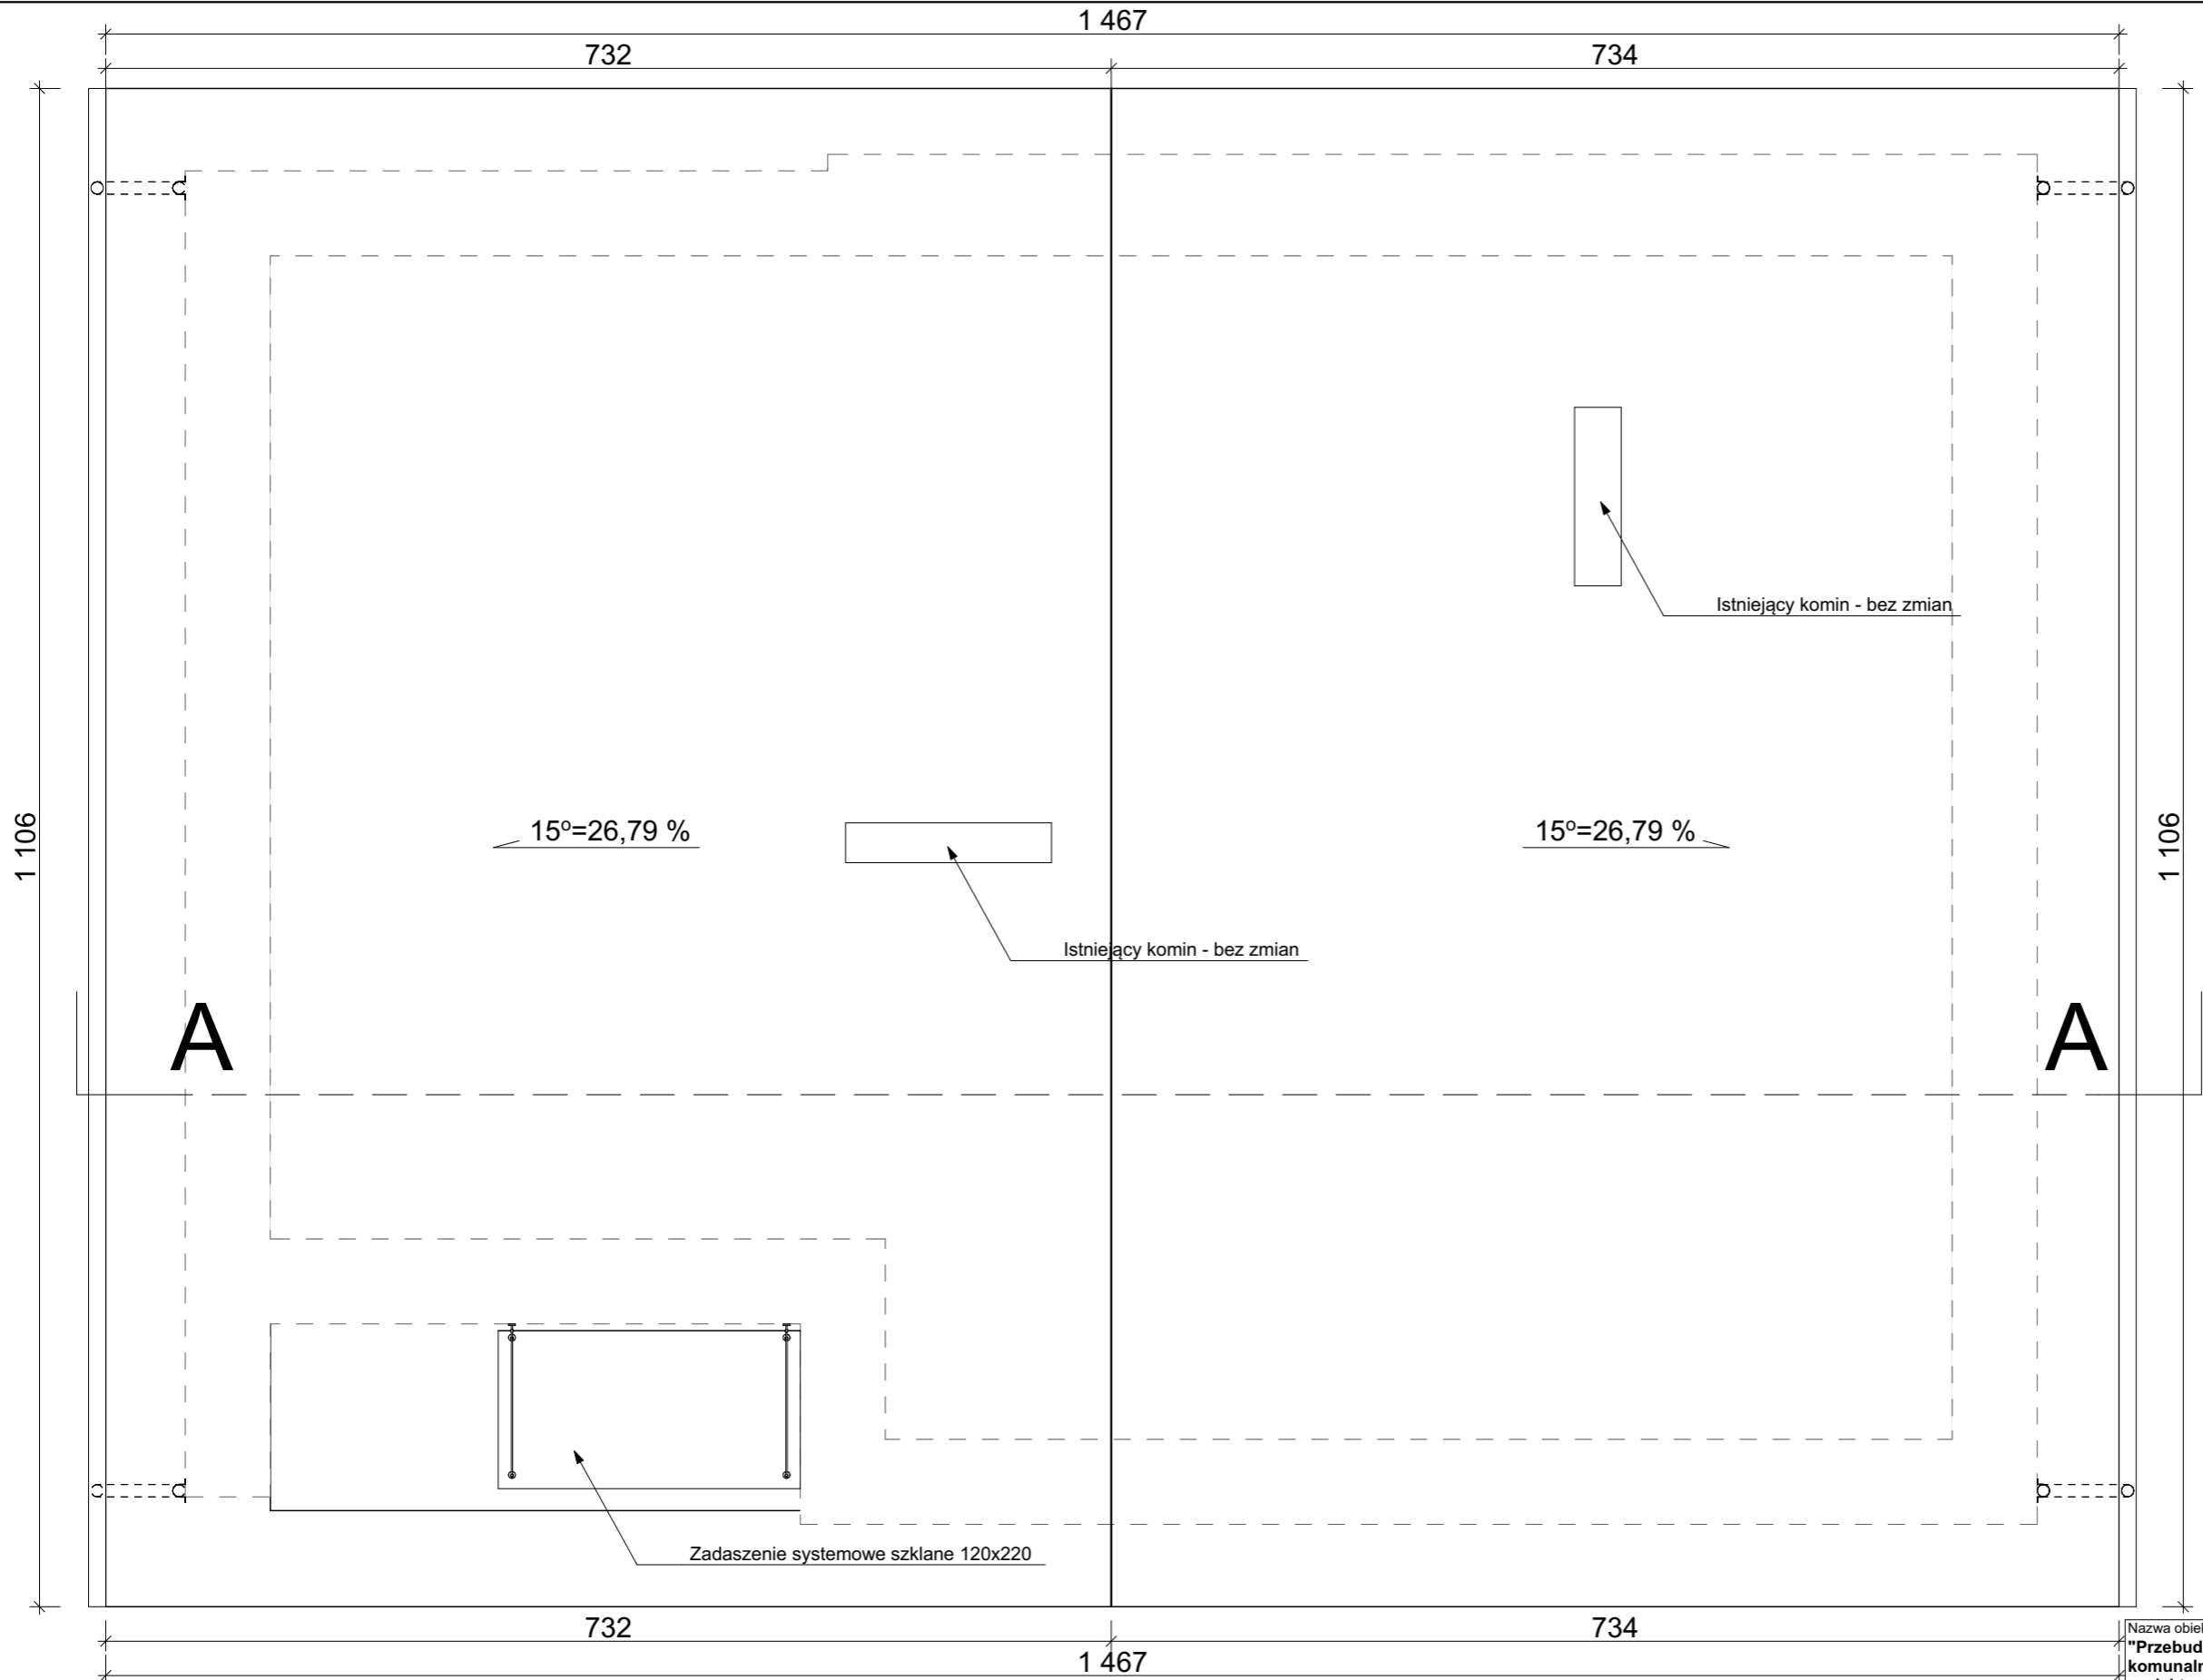 1 467
732
734
1 106
1 106
Istniejący komin - bez zmian
15º=26,79 %
15º=26,79 %
Istniejący komin - bez zmian
A
A
Zadaszenie systemowe szklane 120x220
732
734
1 467
Nazwa obie
"Przebud
komunaln